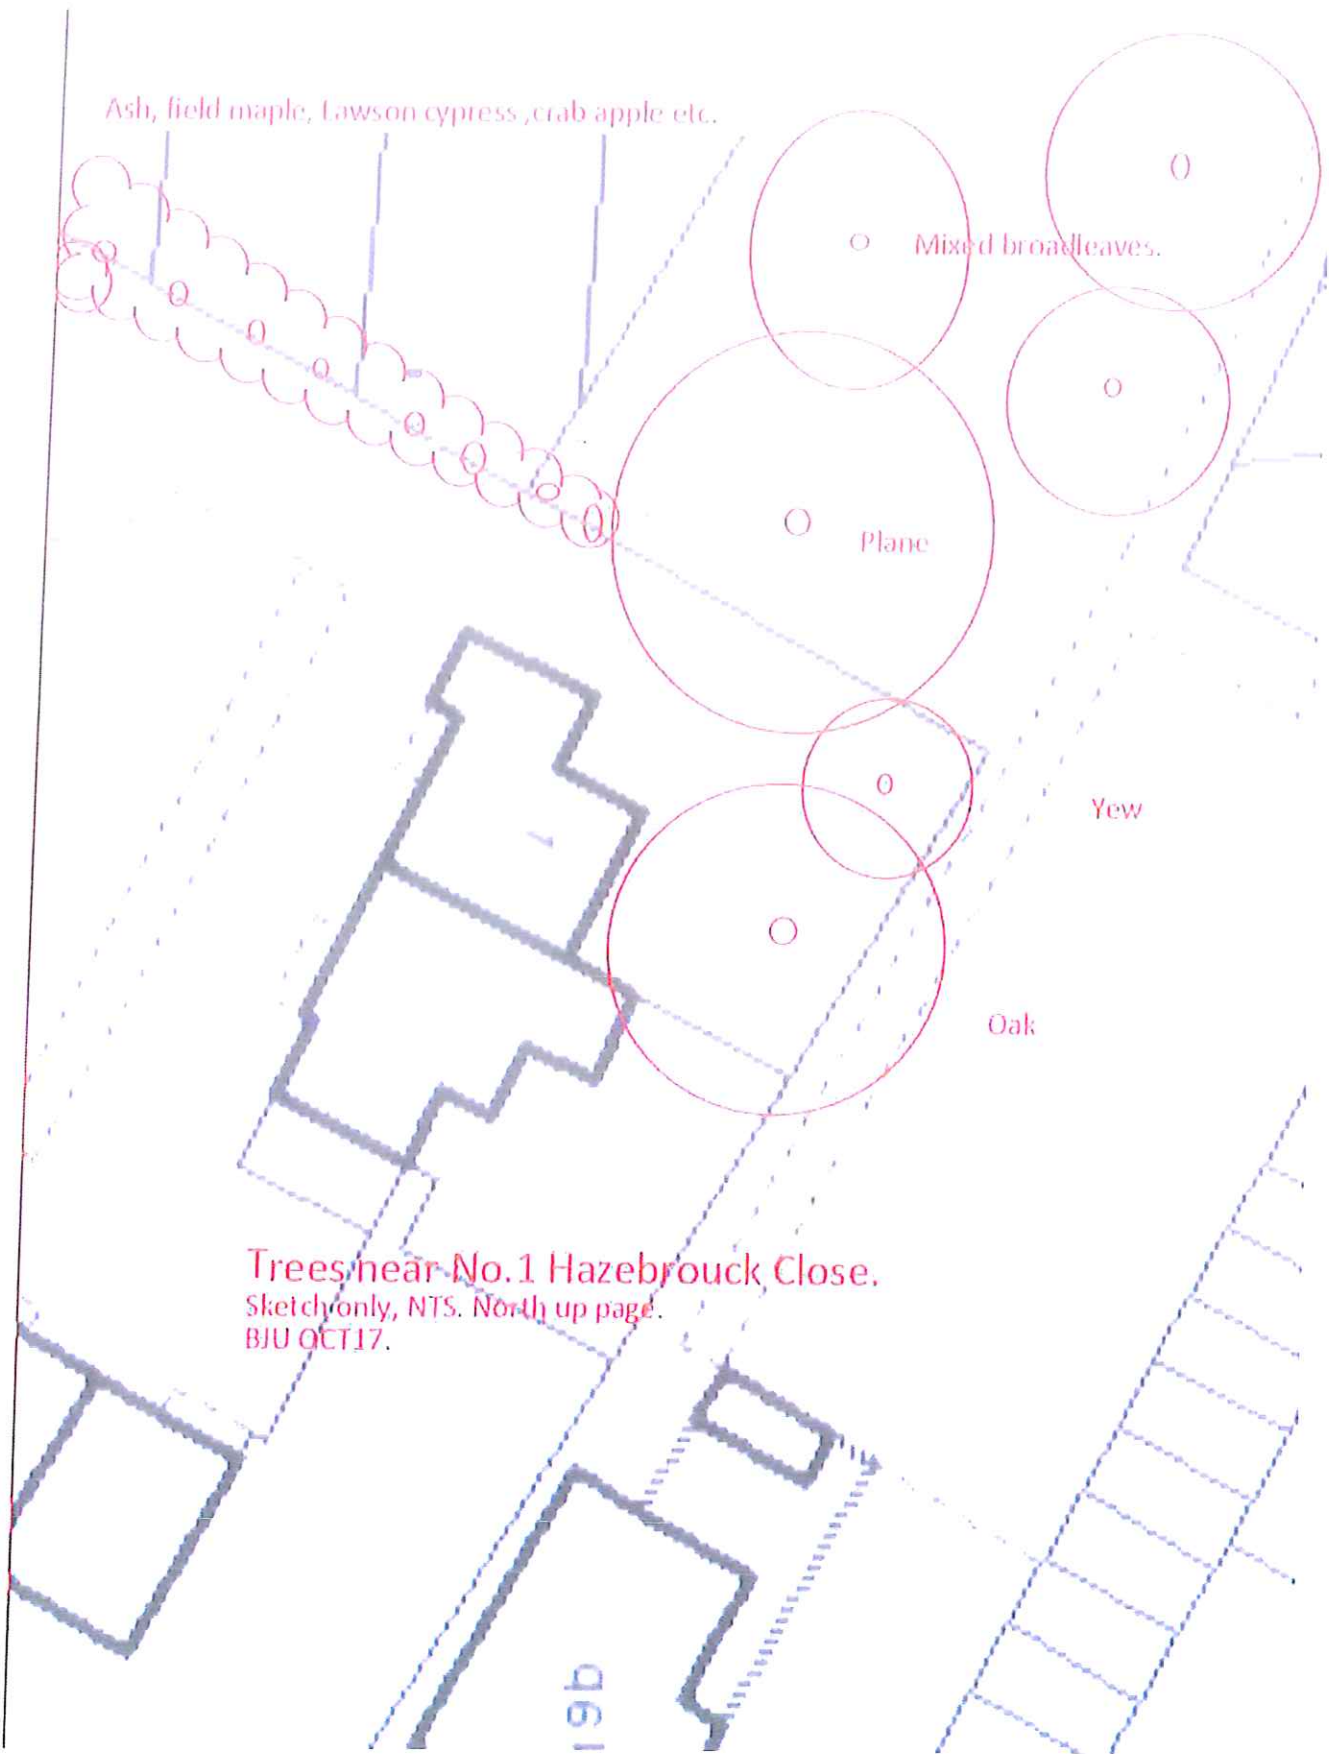 Ash, field maple, Lawson cypress ,crab apple etc.
Mixed broadleaves.
Plane
1
Yew
Oak
Trees near No.1 Hazebrouck Close.
Sketch only, NTS. North up page.
BJU OCT17.
19b